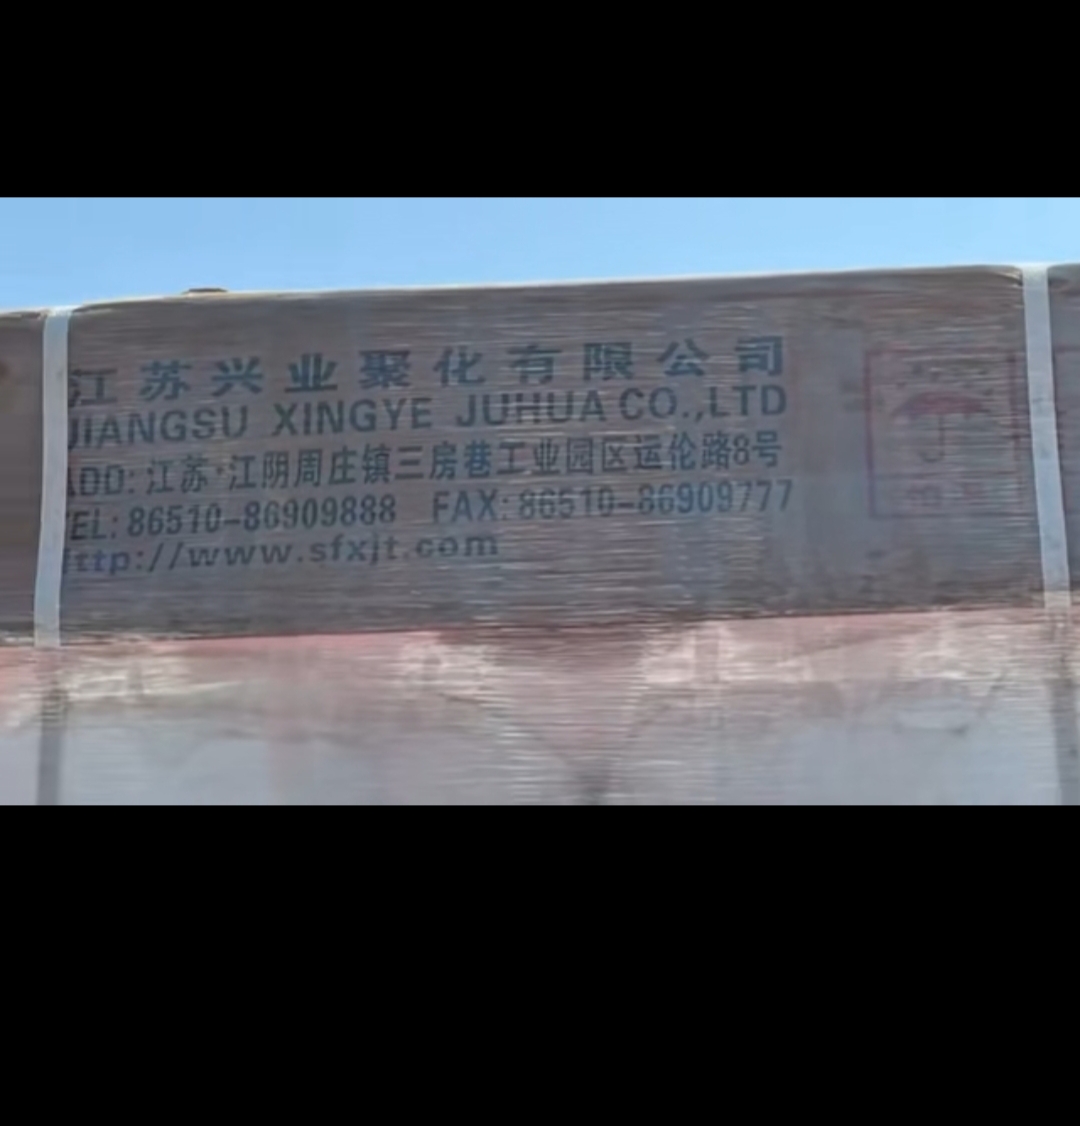 江苏兴业聚化有限公司
JIANGSU XINGYE JUHUA CO.,LTD
ADD: 江苏·江阴周庄镇三房巷工业园区运伦路8号
TEL: 86510-86909888 FAX: 86510-86909777
http://www.sfxjt.com